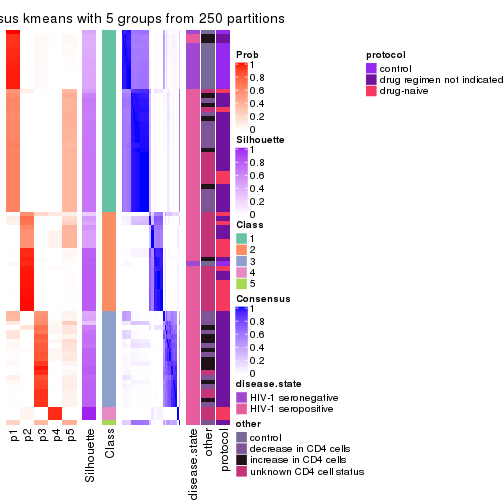 sus kmeans with 5 groups from 250 partitions
Prob
1
0.8
0.6
0.4
0.2
0
Silhouette
1
0.8
0.6
0.4
0.2
0
Class
1
2
3
4
5
Consensus
1
0.8
0.6
0.4
0.2
0
disease.state
HIV-1 seronegative
HIV-1 seropositive
other
control
decrease in CD4 cells
increase in CD4 cells
unknown CD4 cell status
protocol
control
drug regimen not indicated
drug-naive
p1
p2
p3
p4
p5
Silhouette
Class
disease.state
other
protocol